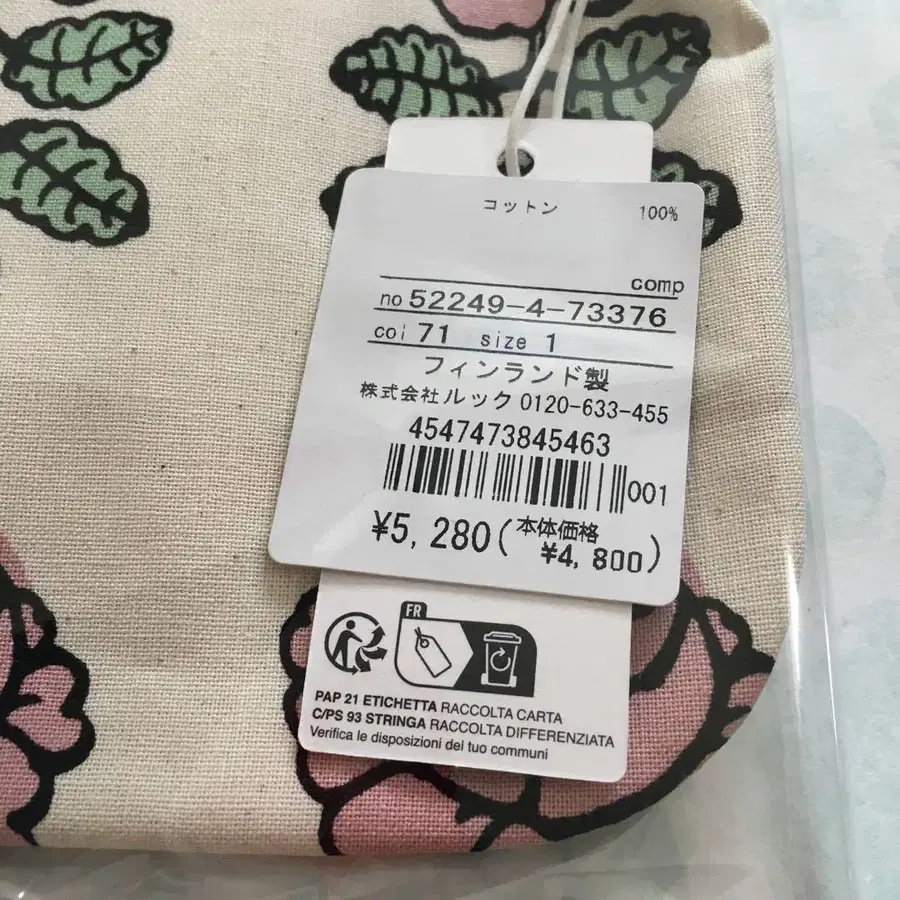 コットン 100%
comp
no 52249-4-73376
col 71 size 1
フィンランド製
株式会社ルック 0120-633-455
4547473845463
001
¥5,280(本体価格 ¥4,800)
FR
PAP 21 ETICHETTA RACCOLTA CARTA
C/PS 93 STRINGA RACCOLTA DIFFERENZIATA
Verifica le disposizioni del tuo communi